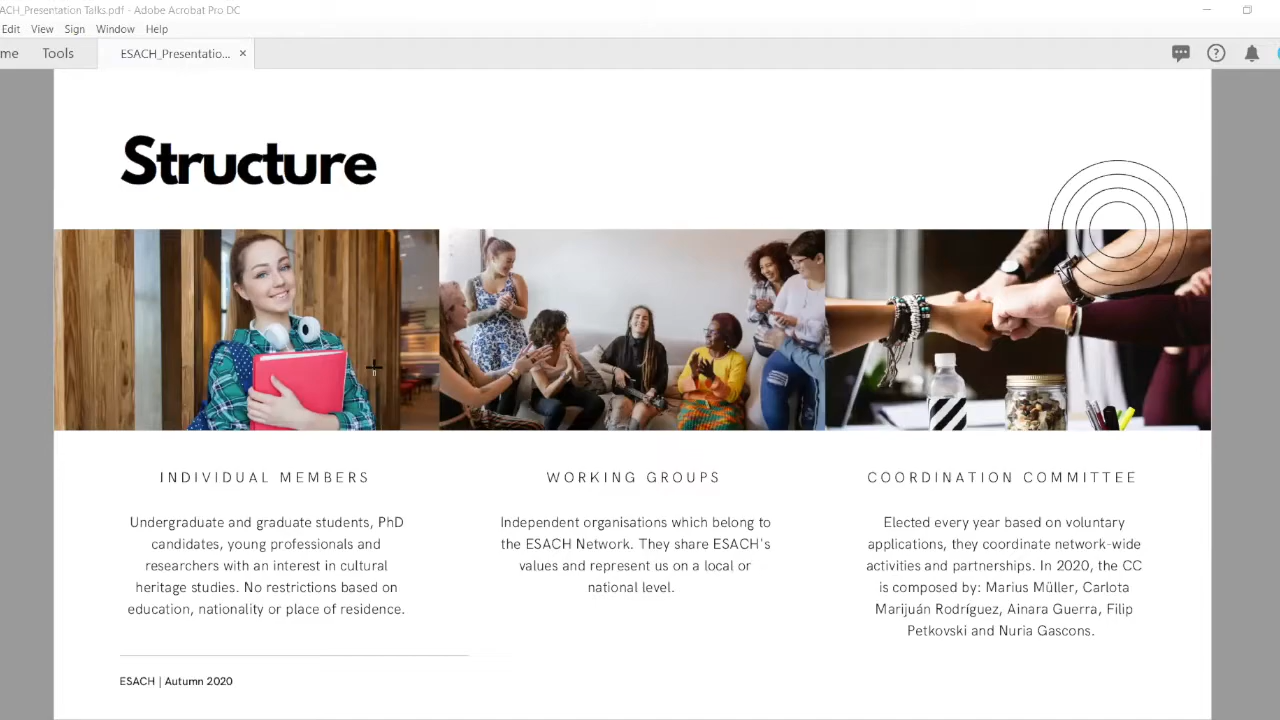 ACH_Presentation Talks.pdf - Adobe Acrobat Pro DC
Edit View Sign Window Help
me Tools ESACH_Presentatio... ×
Structure
INDIVIDUAL MEMBERS
Undergraduate and graduate students, PhD
candidates, young professionals and
researchers with an interest in cultural
heritage studies. No restrictions based on
education, nationality or place of residence.
WORKING GROUPS
Independent organisations which belong to
the ESACH Network. They share ESACH's
values and represent us on a local or
national level.
COORDINATION COMMITTEE
Elected every year based on voluntary
applications, they coordinate network-wide
activities and partnerships. In 2020, the CC
is composed by: Marius Müller, Carlota
Marijuán Rodríguez, Ainara Guerra, Filip
Petkovski and Nuria Gascons.
ESACH | Autumn 2020